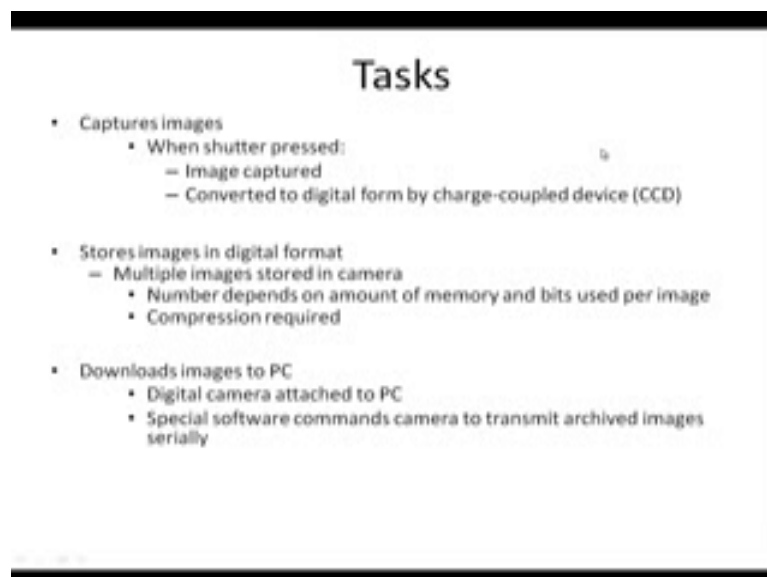 Tasks
• Captures images
• When shutter pressed:
– Image captured
– Converted to digital form by charge-coupled device (CCD)
• Stores images in digital format
– Multiple images stored in camera
• Number depends on amount of memory and bits used per image
• Compression required
• Downloads images to PC
• Digital camera attached to PC
• Special software commands camera to transmit archived images
serially